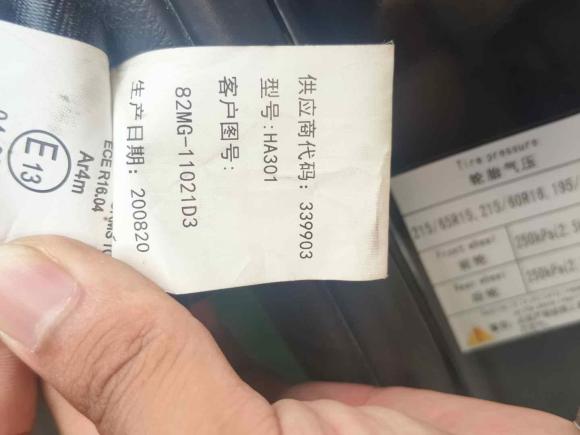 供应商代码: 339903
型号:HA301
客户图号:
82MG-11021D3
生产日期: 200820
E13
ECE R16.04
Ar4m
Tire pressure
轮胎气压
215/65R15, 215/60R16, 195/
Front wheel
前轮
250kPa(2.
Rear wheel
后轮
250kPa(2.